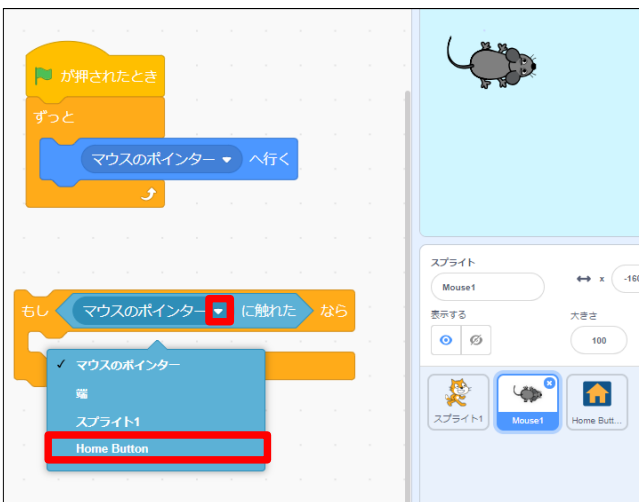 が押されたとき
ずっと
マウスのポインター へ行く
もし マウスのポインター に触れた なら
✓ マウスのポインター
端
スプライト1
Home Button
スプライト
Mouse1
x
-160
表示する
大きさ
100
スプライト1
Mouse1
Home Butt...